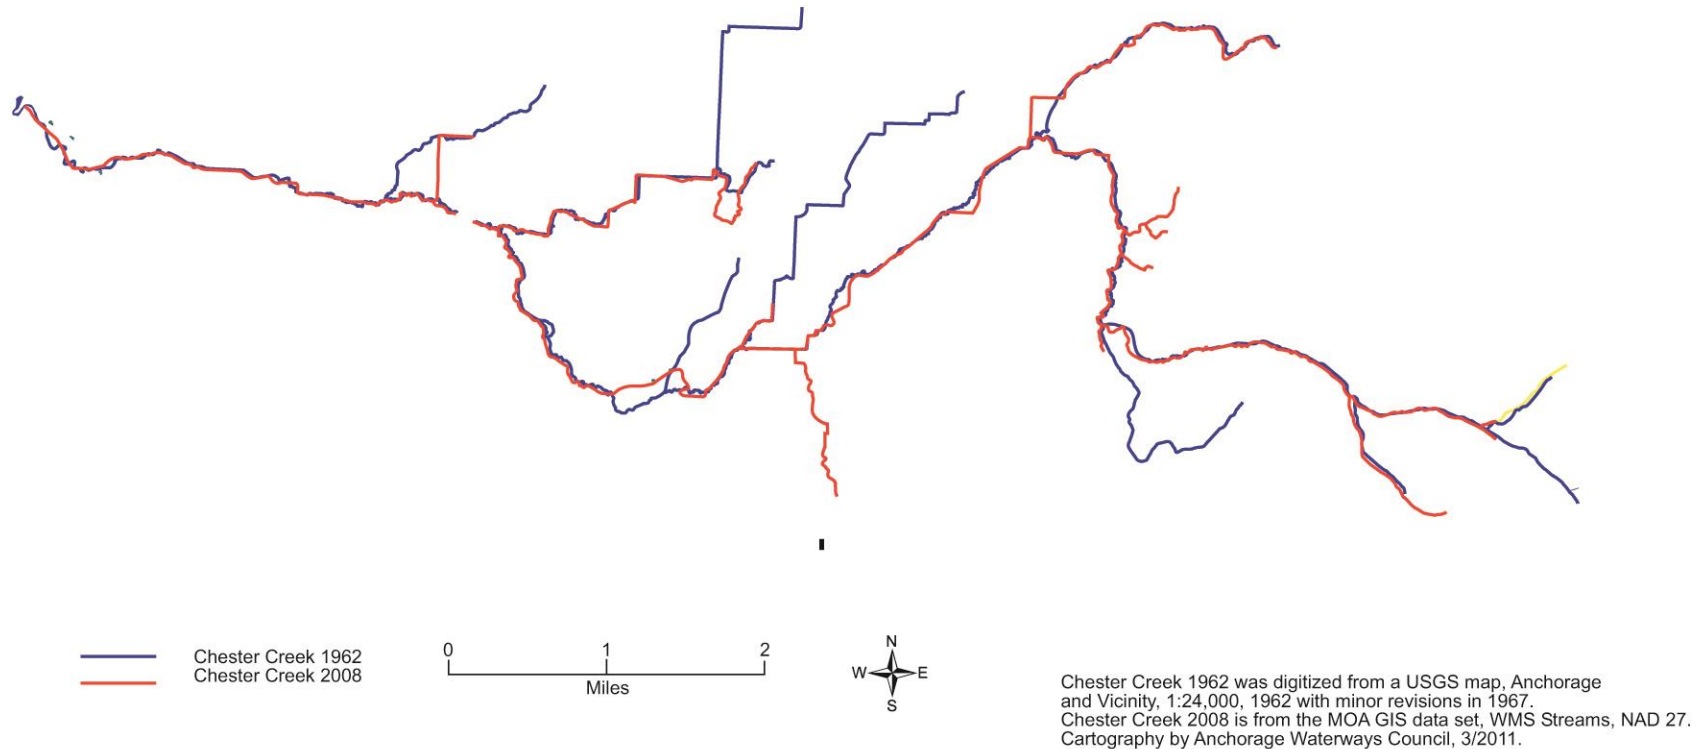 Chester Creek 1962
Chester Creek 2008
0 1 2
Miles
N
W E
S
Chester Creek 1962 was digitized from a USGS map, Anchorage
and Vicinity, 1:24,000, 1962 with minor revisions in 1967.
Chester Creek 2008 is from the MOA GIS data set, WMS Streams, NAD 27.
Cartography by Anchorage Waterways Council, 3/2011.